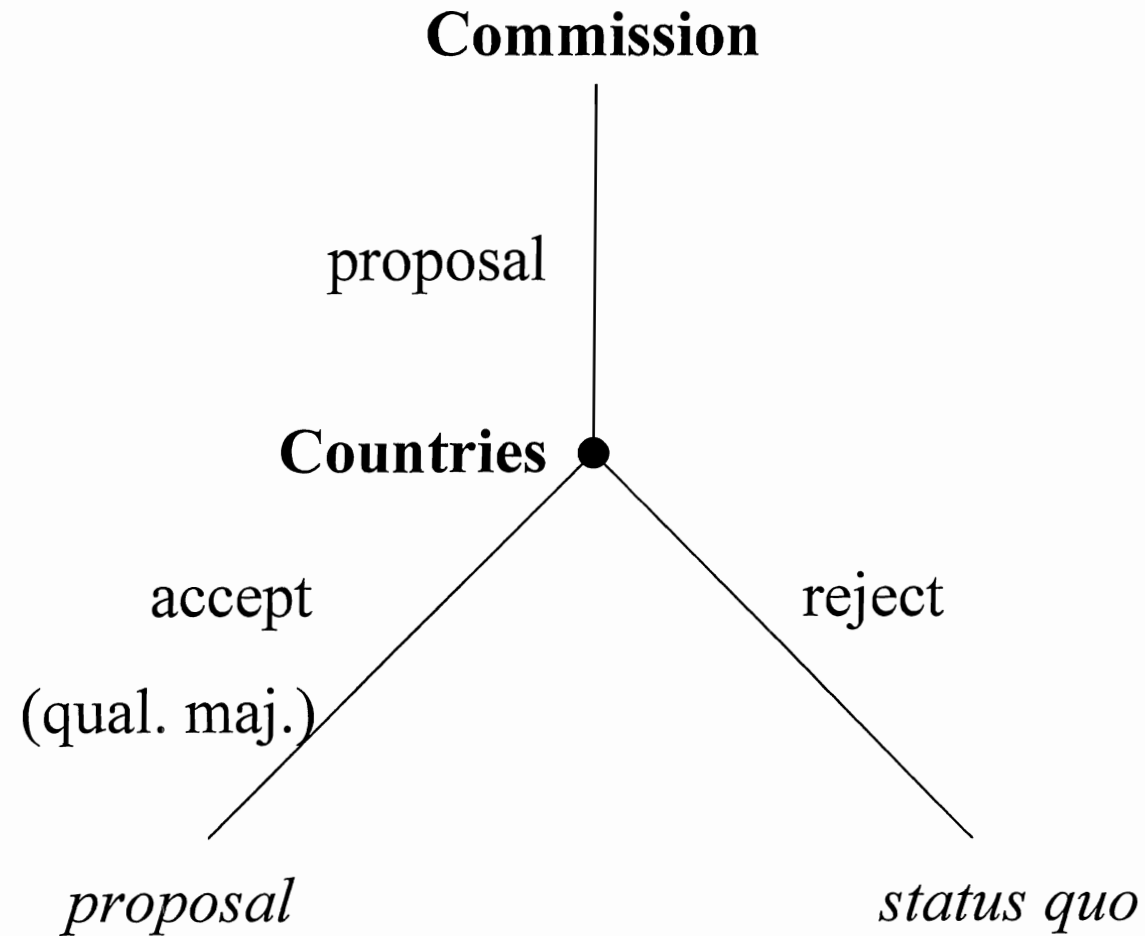 Commission
proposal
Countries
accept
reject
(qual. maj.)
proposal
status quo